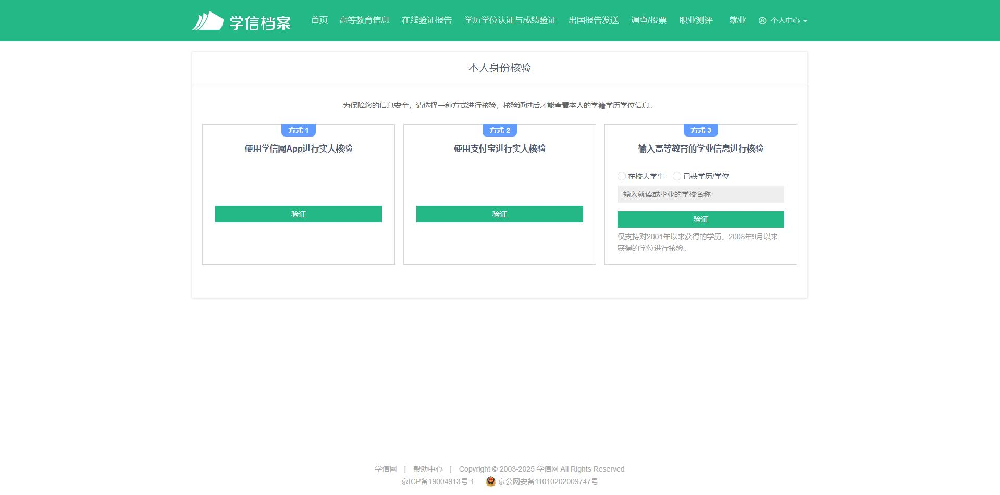 学信档案 首页 高等教育信息 在线验证报告 学历学位认证与成绩验证 出国报告发送 调查/投票 职业测评 就业 个人中心
本人身份核验
为保障您的信息安全，请选择一种方式进行核验，核验通过后才能查看本人的学籍学历学位信息。
方式 1
使用学信网App进行实人核验
验证
方式 2
使用支付宝进行实人核验
验证
方式 3
输入高等教育的学业信息进行核验
在校大学生 已获学历/学位
输入就读或毕业的学校名称
验证
仅支持对2001年以来获得的学历、2008年9月以来
获得的学位进行核验。
学信网 | 帮助中心 | Copyright © 2003-2025 学信网 All Rights Reserved
京ICP备19004913号-1 京公网安备11010202009747号